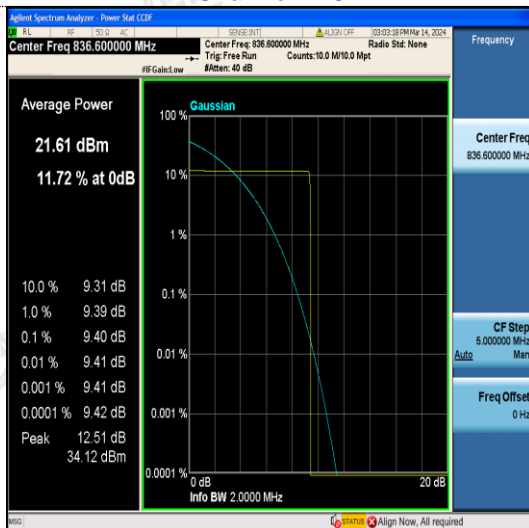 Agilent Spectrum Analyzer - Power Stat CCDF
RL RF 50 Ω AC SENSE:INT ALIGN OFF 03:03:18 PM Mar 14, 2024
Center Freq 836.600000 MHz
Center Freq: 836.600000 MHz Radio Std: None
Trig: Free Run Counts:10.0 M/10.0 Mpt
#IFGain:Low #Atten: 40 dB
Frequency
Average Power
21.61 dBm
11.72 % at 0dB
10.0 % 9.31 dB
1.0 % 9.39 dB
0.1 % 9.40 dB
0.01 % 9.41 dB
0.001 % 9.41 dB
0.0001 % 9.42 dB
Peak 12.51 dB
34.12 dBm
Gaussian
100 %
10 %
1 %
0.1 %
0.01 %
0.001 %
0.0001 %
0 dB 20 dB
Info BW 2.0000 MHz
Center Freq
836.600000 MHz
CF Step
5.000000 MHz
Auto Man
Freq Offset
0 Hz
MSG STATUS Align Now, All required